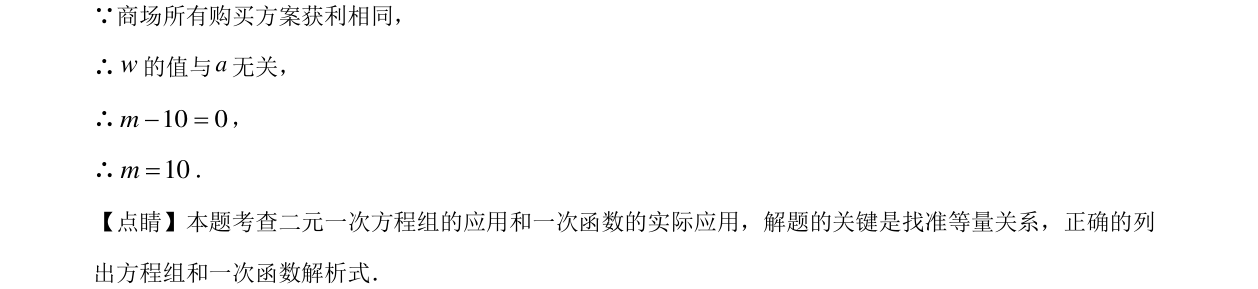 ∵商场所有购买方案获利相同，
∴w的值与a无关，
∴m－10＝0，
∴m＝10．
【点睛】本题考查二元一次方程组的应用和一次函数的实际应用，解题的关键是找准等量关系，正确的列
出方程组和一次函数解析式．